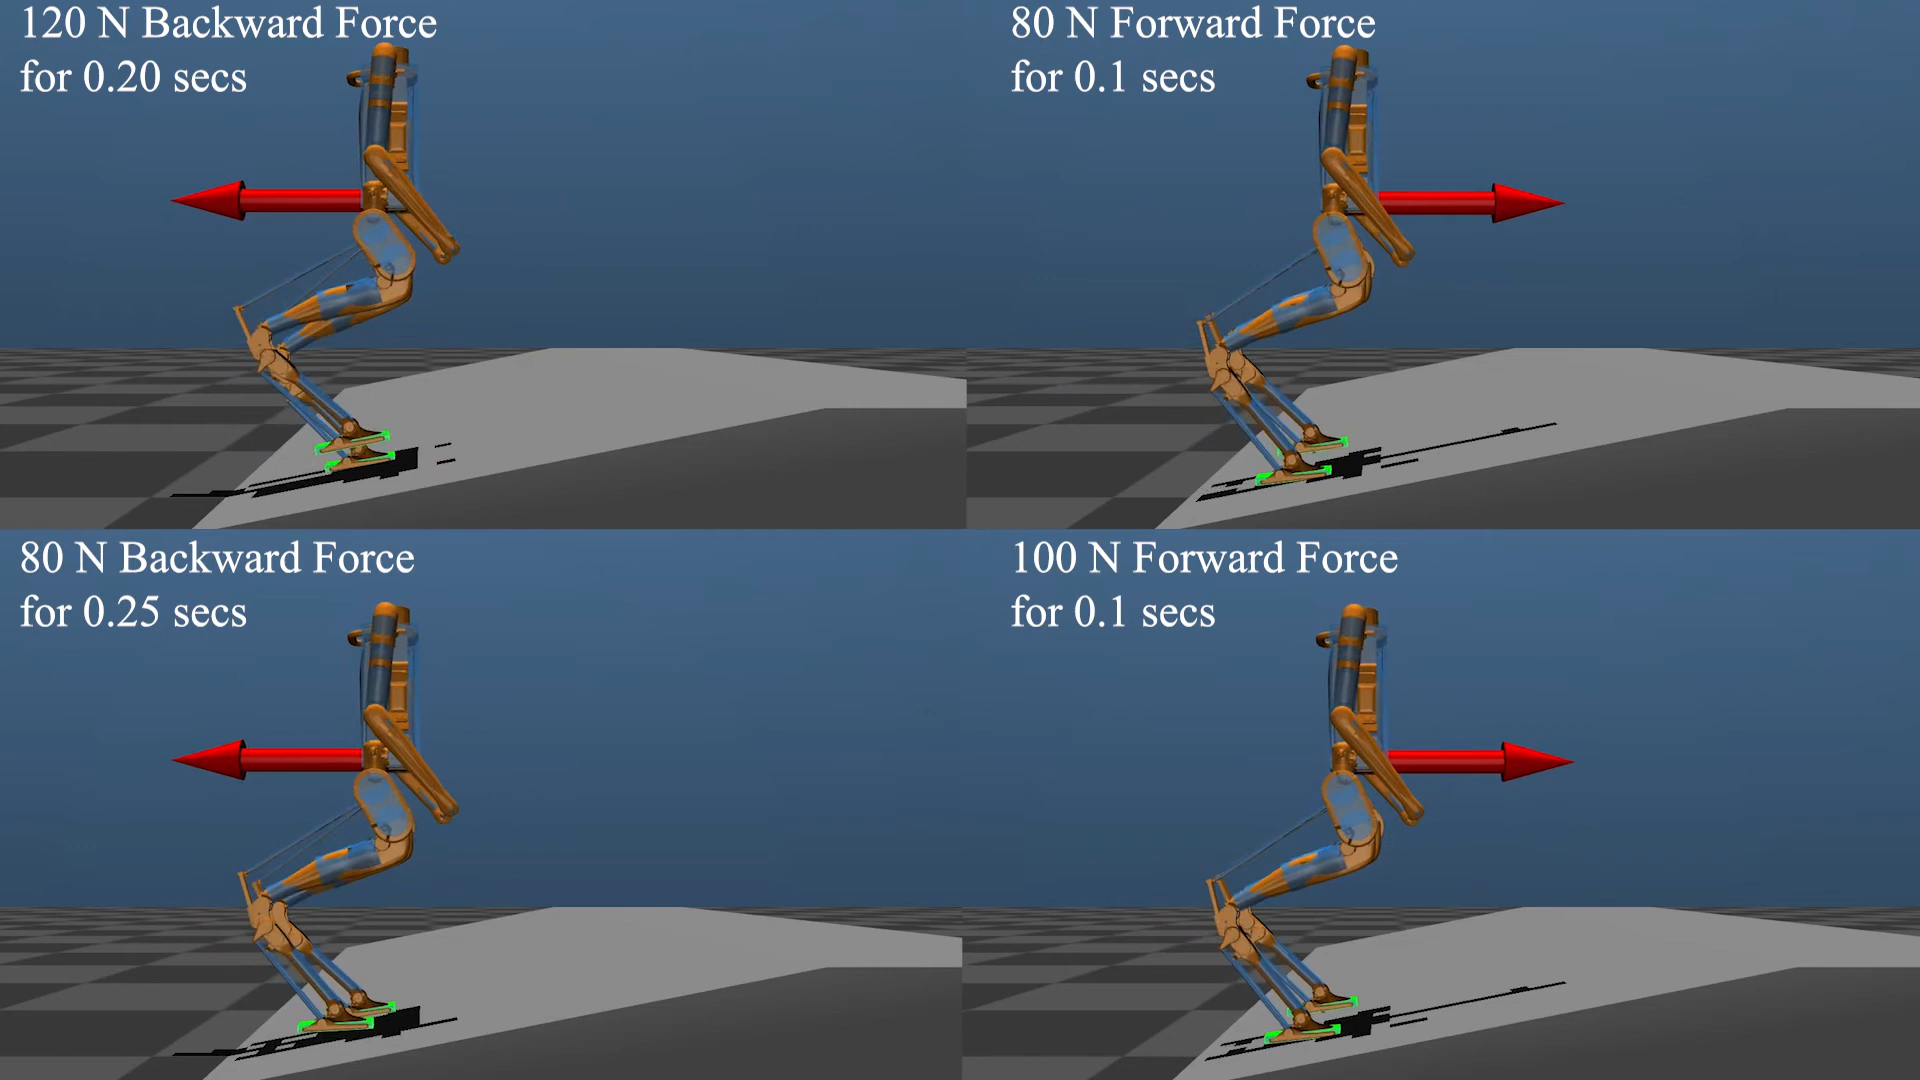 120 N Backward Force
for 0.20 secs
80 N Forward Force
for 0.1 secs
80 N Backward Force
for 0.25 secs
100 N Forward Force
for 0.1 secs